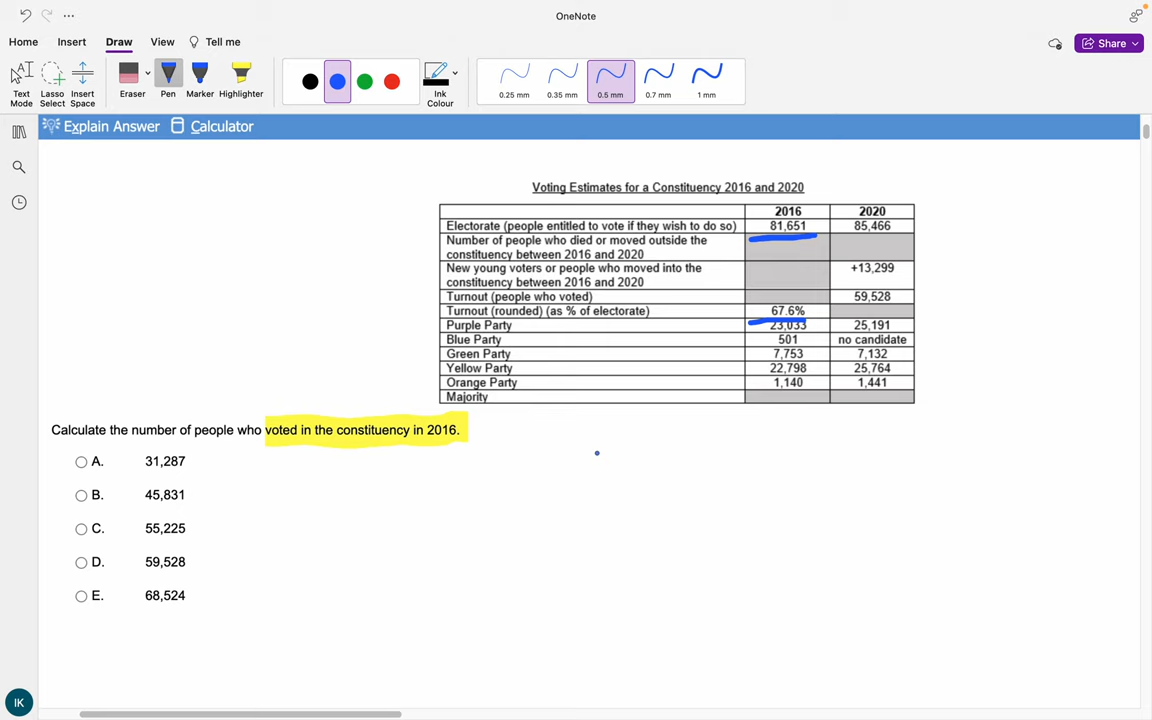 OneNote
Home Insert Draw View Tell me
Share
Text Mode
Lasso Select
Insert Space
Eraser
Pen
Marker
Highlighter
Ink Colour
0.25 mm 0.35 mm 0.5 mm 0.7 mm 1 mm
Explain Answer Calculator
Voting Estimates for a Constituency 2016 and 2020
2016 2020
Electorate (people entitled to vote if they wish to do so) 81,651 85,466
Number of people who died or moved outside the
constituency between 2016 and 2020
New young voters or people who moved into the +13,299
constituency between 2016 and 2020
Turnout (people who voted) 59,528
Turnout (rounded) (as % of electorate) 67.6%
Purple Party 23,033 25,191
Blue Party 501 no candidate
Green Party 7,753 7,132
Yellow Party 22,798 25,764
Orange Party 1,140 1,441
Majority
Calculate the number of people who voted in the constituency in 2016.
A. 31,287
B. 45,831
C. 55,225
D. 59,528
E. 68,524
IK